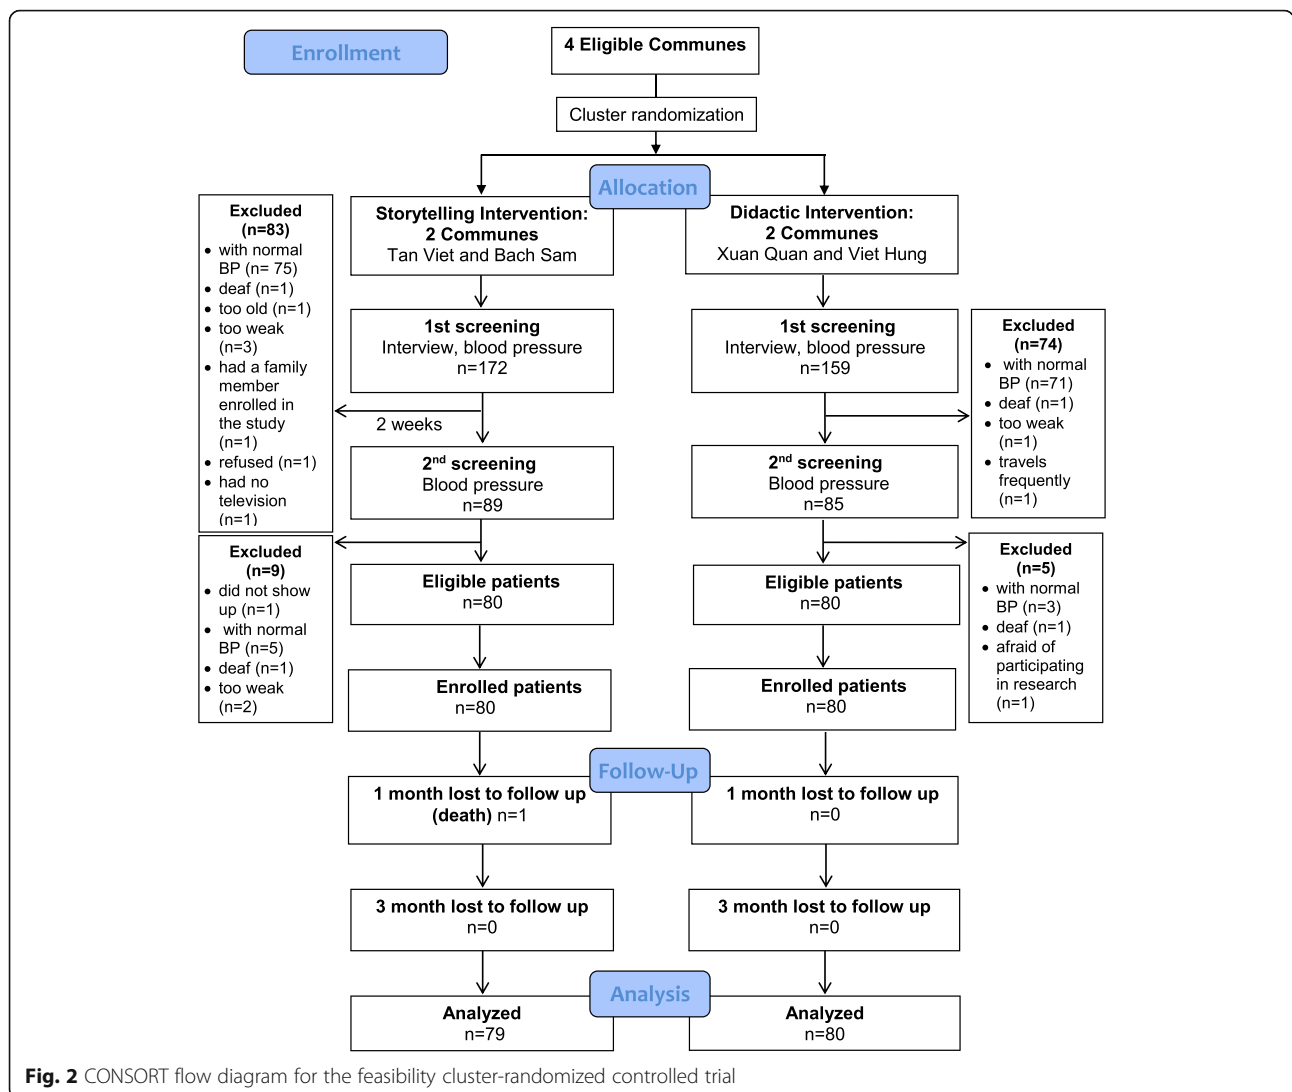 Enrollment
4 Eligible Communes
Cluster randomization
Allocation
Storytelling Intervention:
2 Communes
Tan Viet and Bach Sam
Didactic Intervention:
2 Communes
Xuan Quan and Viet Hung
1st screening
Interview, blood pressure
n=172
1st screening
Interview, blood pressure
n=159
Excluded
(n=83)
• with normal
BP (n= 75)
• deaf (n=1)
• too old (n=1)
• too weak
(n=3)
• had a family
member
enrolled in
the study
(n=1)
• refused (n=1)
• had no
television
(n=1)
2 weeks
Excluded
(n=74)
• with normal
BP (n=71)
• deaf (n=1)
• too weak
(n=1)
• travels
frequently
(n=1)
2nd screening
Blood pressure
n=89
2nd screening
Blood pressure
n=85
Excluded
(n=9)
• did not show
up (n=1)
• with normal
BP (n=5)
• deaf (n=1)
• too weak
(n=2)
Excluded
(n=5)
• with normal
BP (n=3)
• deaf (n=1)
• afraid of
participating
in research
(n=1)
Eligible patients
n=80
Eligible patients
n=80
Enrolled patients
n=80
Enrolled patients
n=80
Follow-Up
1 month lost to follow up
(death) n=1
1 month lost to follow up
n=0
3 month lost to follow up
n=0
3 month lost to follow up
n=0
Analysis
Analyzed
n=79
Analyzed
n=80
Fig. 2 CONSORT flow diagram for the feasibility cluster-randomized controlled trial